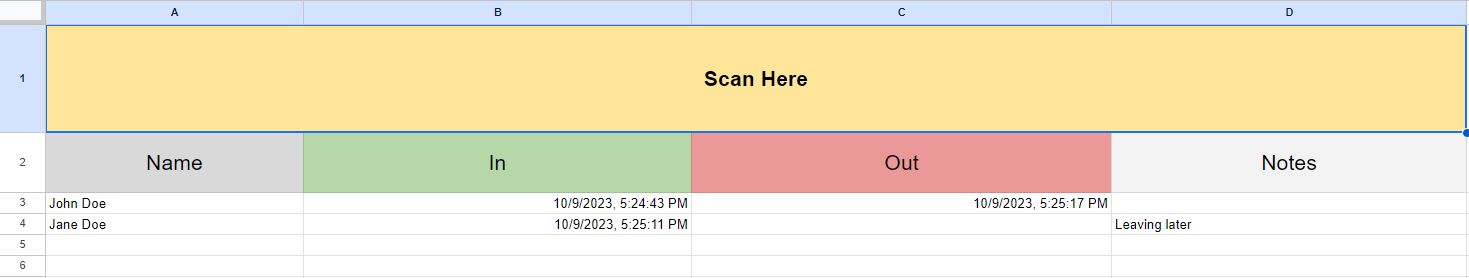 A B C D
1 Scan Here
2 Name In Out Notes
3 John Doe 10/9/2023, 5:24:43 PM 10/9/2023, 5:25:17 PM
4 Jane Doe 10/9/2023, 5:25:11 PM Leaving later
5
6